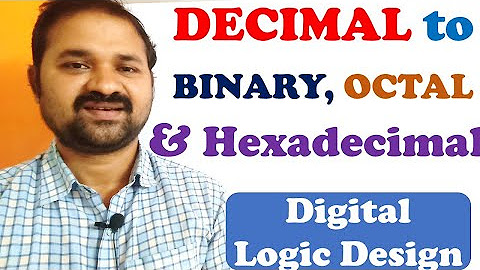 DECIMAL to
BINARY, OCTAL
& Hexadecimal
Digital
Logic Design